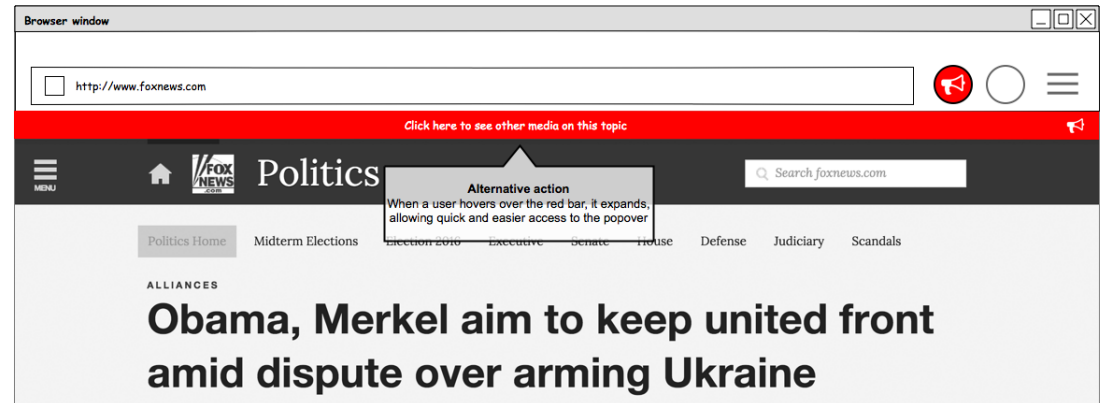 Browser window
http://www.foxnews.com
Click here to see other media on this topic
MENU
FOX
NEWS
.com
Politics
Search foxnews.com
Alternative action
When a user hovers over the red bar, it expands,
allowing quick and easier access to the popover
Politics Home Midterm Elections Election 2016 Executive Senate House Defense Judiciary Scandals
ALLIANCES
Obama, Merkel aim to keep united front
amid dispute over arming Ukraine